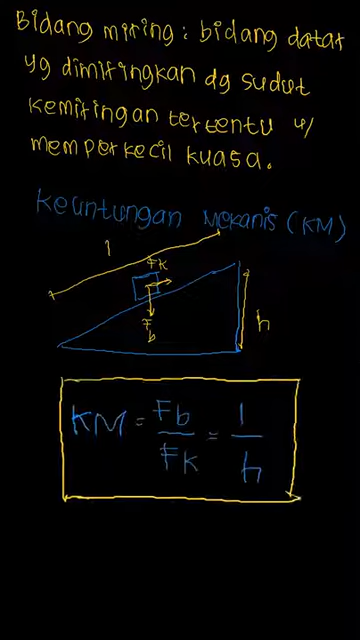 Bidang miring : bidang datar
yg dimiringkan dg sudut
kemiringan tertentu u/
memperkecil kuasa.
keuntungan Mekanis (KM)
l
Fk
Fb
h
KM = Fb/Fk = l/h